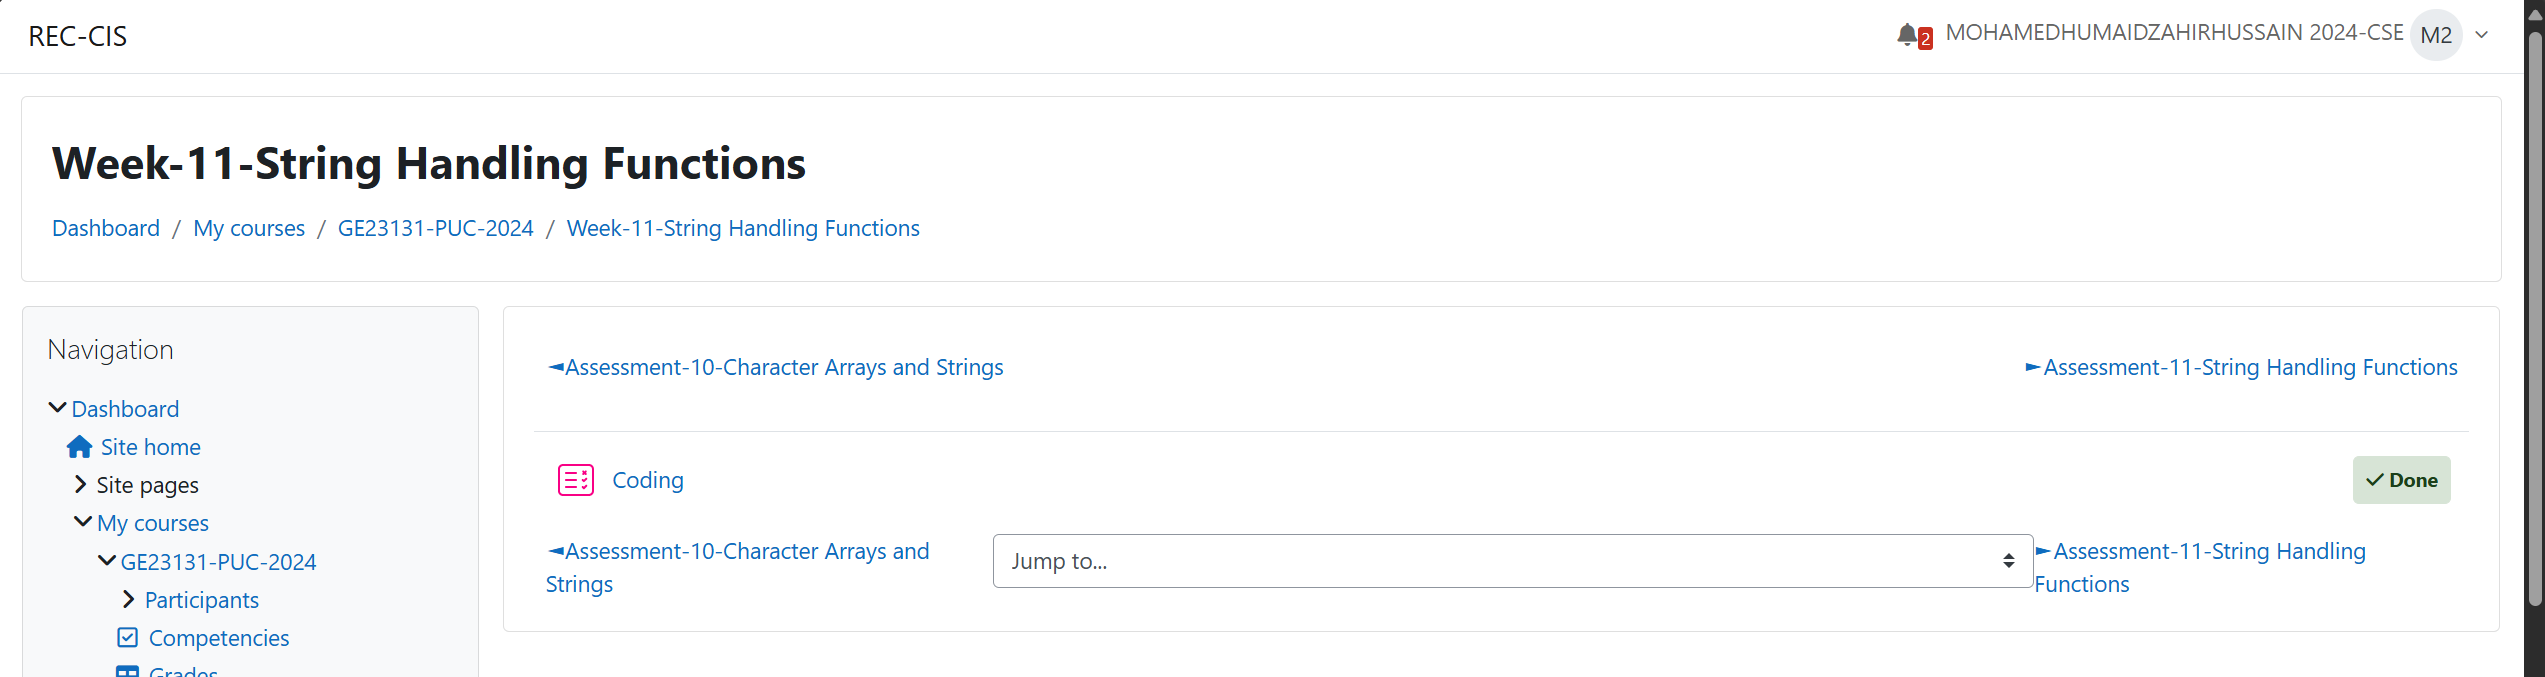 REC-CIS
2
MOHAMEDHUMAIDZAHIRHUSSAIN 2024-CSE
M2
Week-11-String Handling Functions
Dashboard / My courses / GE23131-PUC-2024 / Week-11-String Handling Functions
Navigation
Dashboard
Site home
Site pages
My courses
GE23131-PUC-2024
Participants
Competencies
Grades
◄Assessment-10-Character Arrays and Strings
►Assessment-11-String Handling Functions
Coding
Done
◄Assessment-10-Character Arrays and
Strings
Jump to...
►Assessment-11-String Handling
Functions